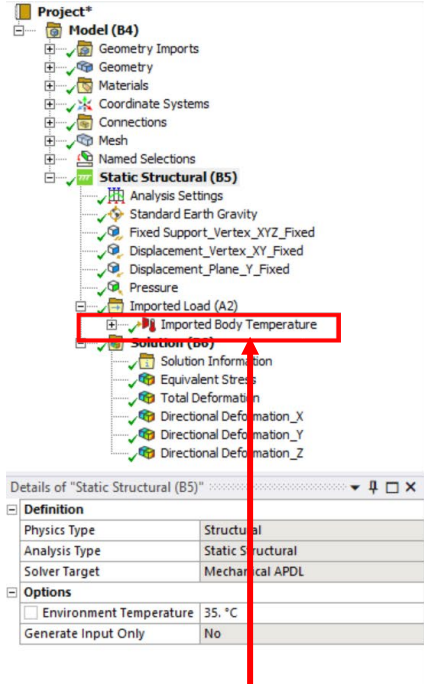 Project*
Model (B4)
Geometry Imports
Geometry
Materials
Coordinate Systems
Connections
Mesh
Named Selections
Static Structural (B5)
Analysis Settings
Standard Earth Gravity
Fixed Support_Vertex_XYZ_Fixed
Displacement_Vertex_XY_Fixed
Displacement_Plane_Y_Fixed
Pressure
Imported Load (A2)
Imported Body Temperature
Solution (B6)
Solution Information
Equivalent Stress
Total Deformation
Directional Deformation_X
Directional Deformation_Y
Directional Deformation_Z
Details of "Static Structural (B5)"
Definition
Physics Type Structural
Analysis Type Static Structural
Solver Target Mechanical APDL
Options
Environment Temperature 35. °C
Generate Input Only No